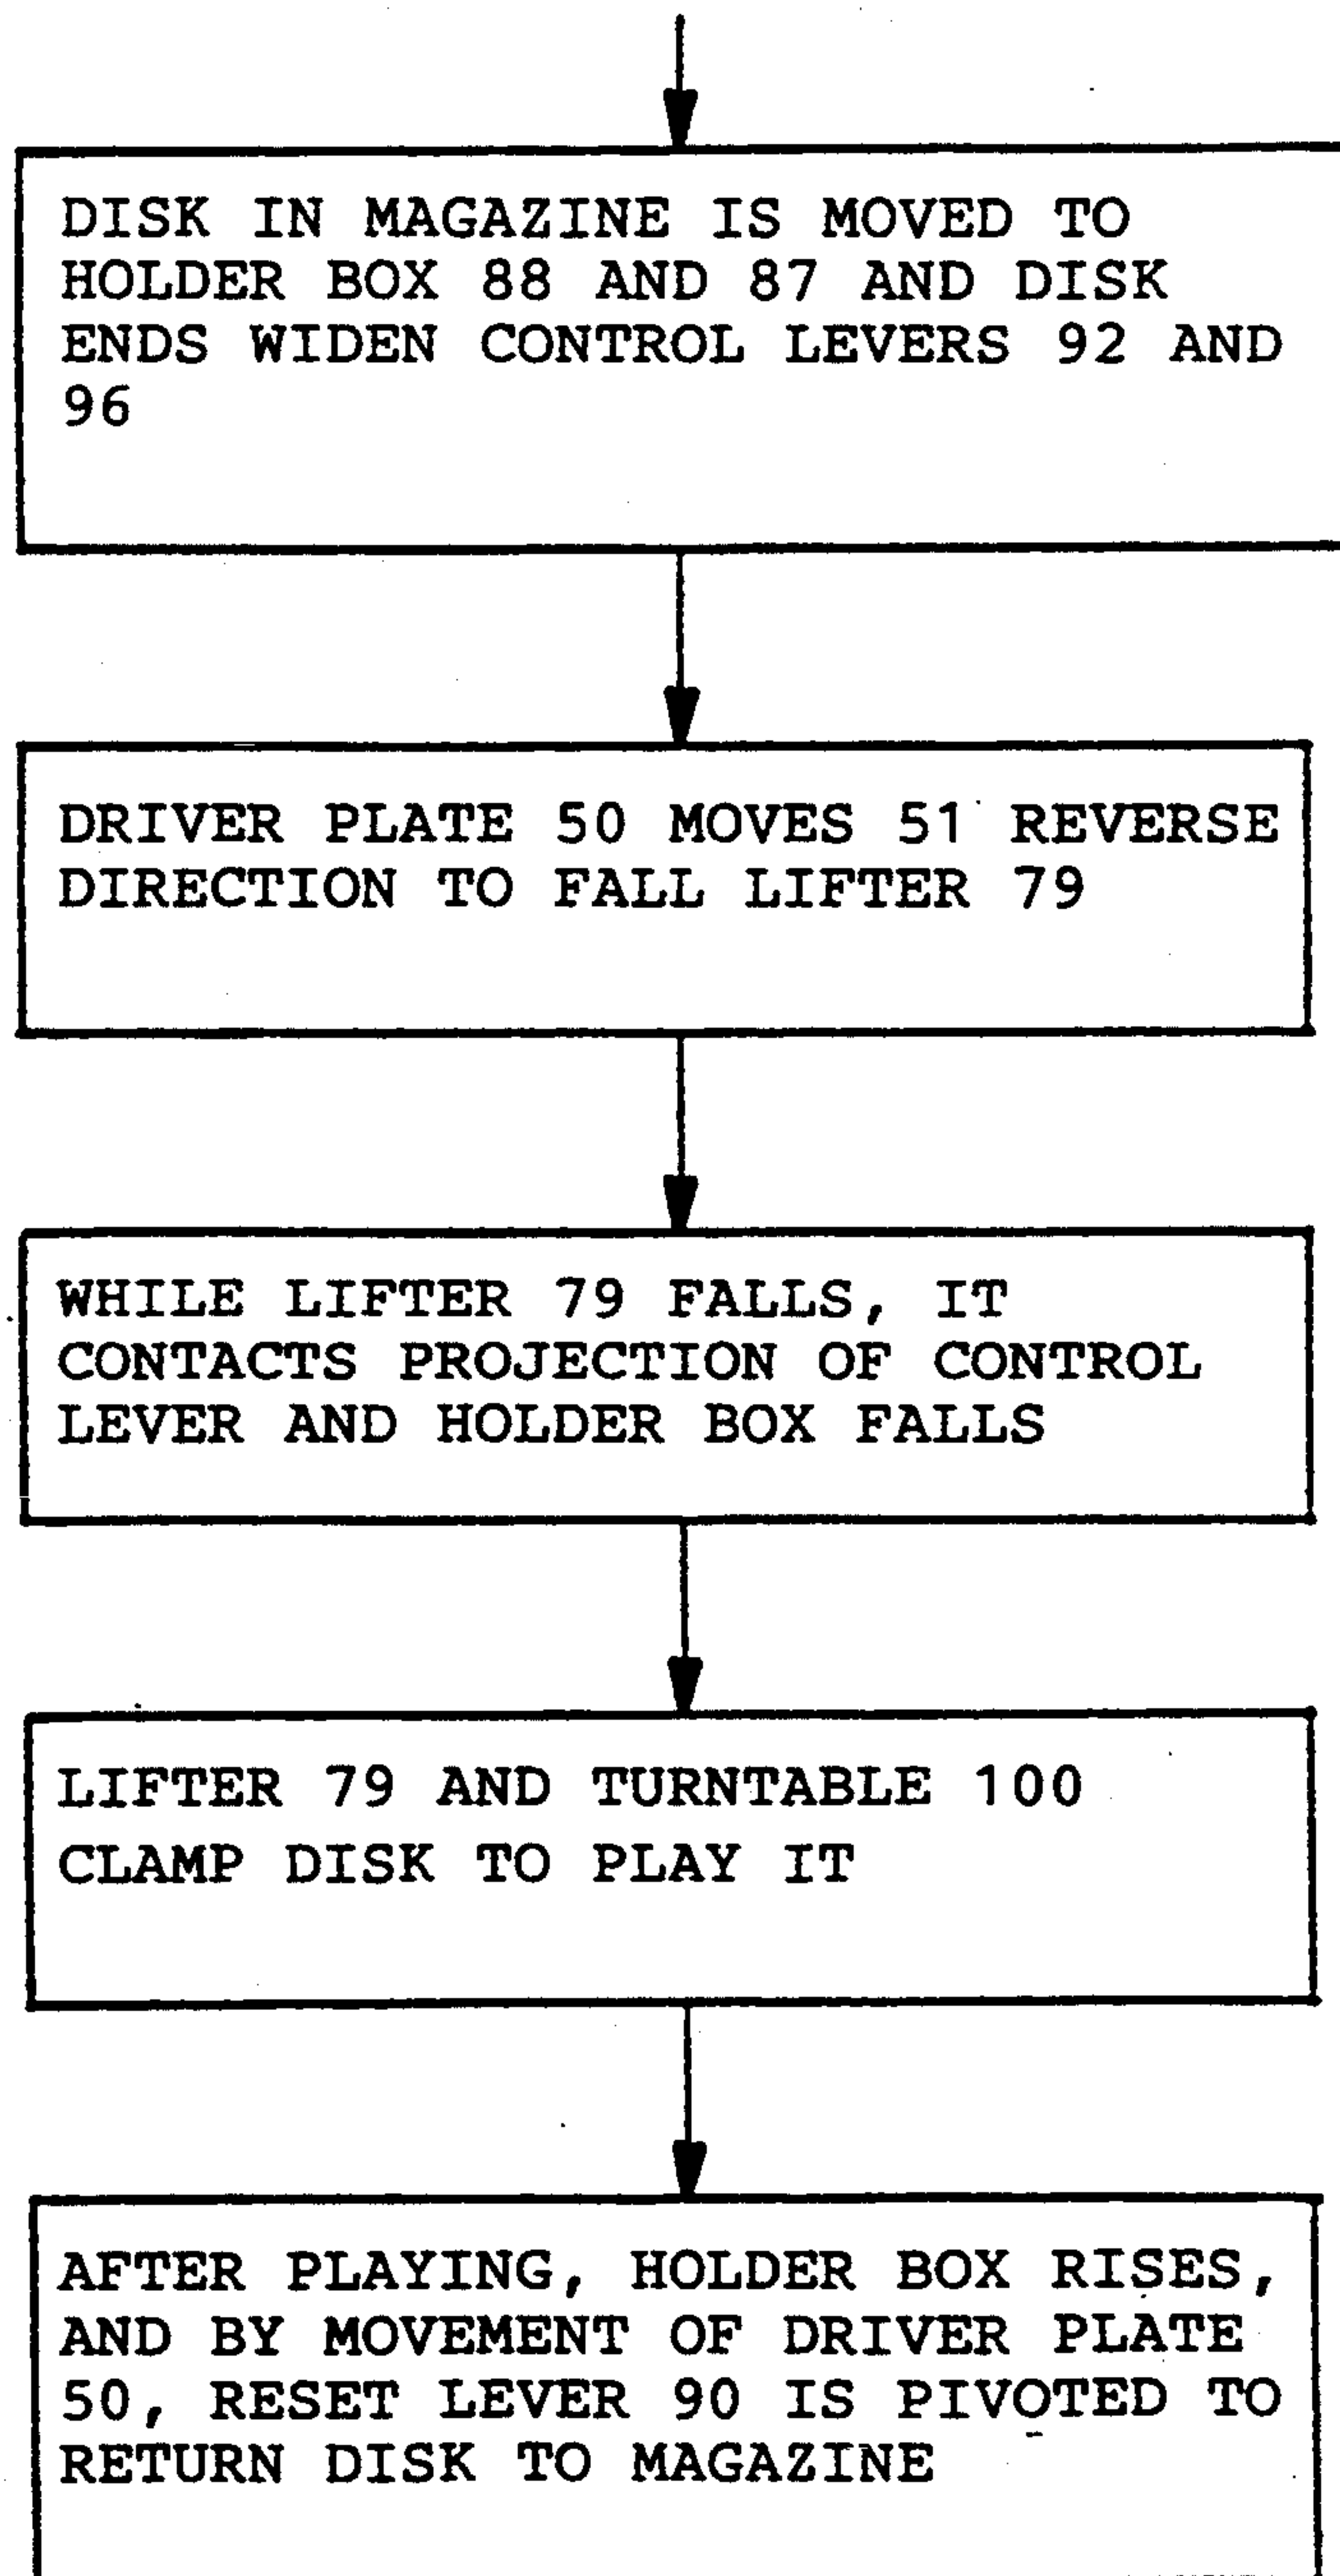 DISK IN MAGAZINE IS MOVED TO
HOLDER BOX 88 AND 87 AND DISK
ENDS WIDEN CONTROL LEVERS 92 AND
96
DRIVER PLATE 50 MOVES 51 REVERSE
DIRECTION TO FALL LIFTER 79
WHILE LIFTER 79 FALLS, IT
CONTACTS PROJECTION OF CONTROL
LEVER AND HOLDER BOX FALLS
LIFTER 79 AND TURNTABLE 100
CLAMP DISK TO PLAY IT
AFTER PLAYING, HOLDER BOX RISES,
AND BY MOVEMENT OF DRIVER PLATE
50, RESET LEVER 90 IS PIVOTED TO
RETURN DISK TO MAGAZINE